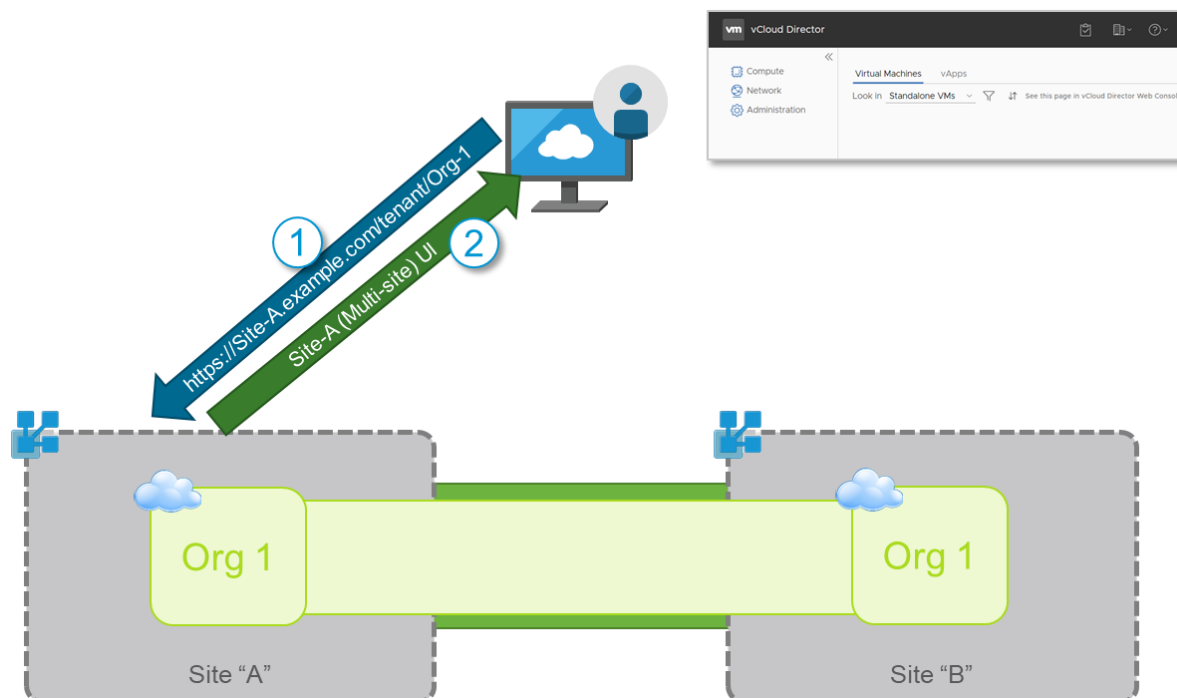 vm vCloud Director
Compute
Network
Administration
Virtual Machines vApps
Look in Standalone VMs See this page in vCloud Director Web Consol
1
https://Site-A.example.com/tenant/Org-1
2
Site-A (Multi-site) UI
Org 1
Org 1
Site “A”
Site “B”